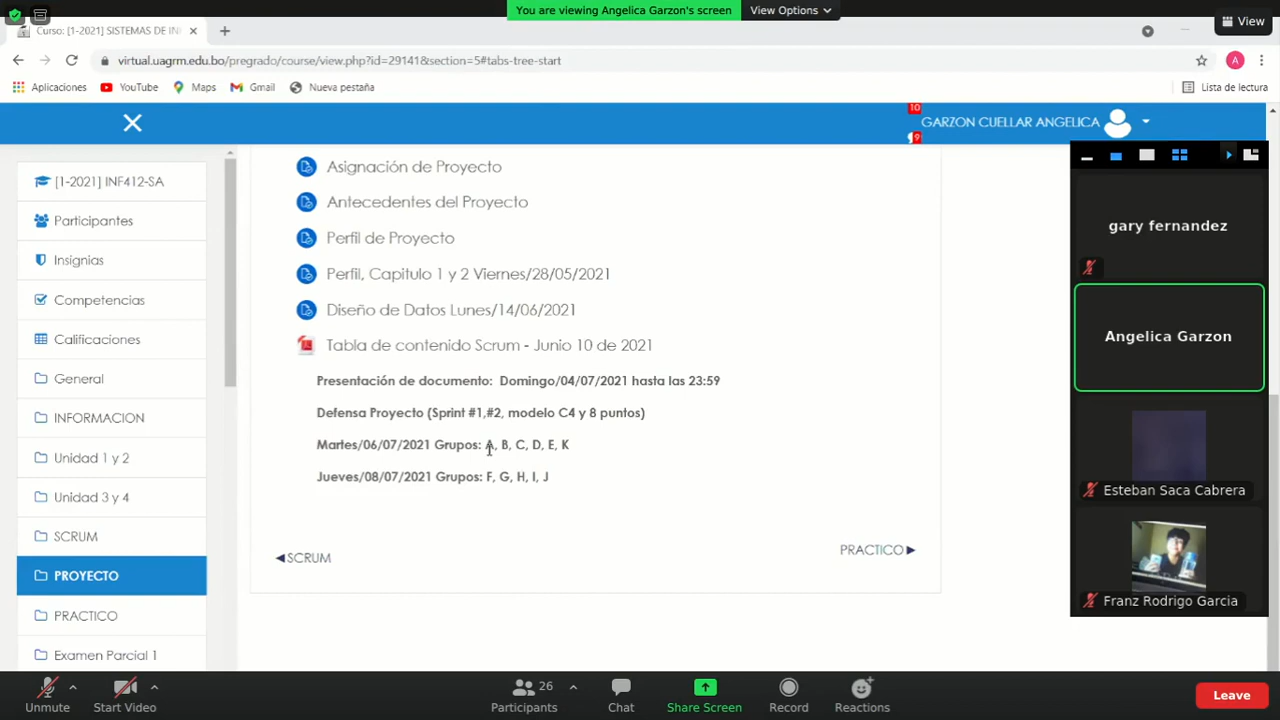 You are viewing Angelica Garzon's screen
View Options
View
Curso: [1-2021] SISTEMAS DE IN
virtual.uagrm.edu.bo/pregrado/course/view.php?id=29141&section=5#tabs-tree-start
A
Aplicaciones
YouTube
Maps
Gmail
Nueva pestaña
Lista de lectura
10
9
GARZON CUELLAR ANGELICA
[1-2021] INF412-SA
Participantes
Insignias
Competencias
Calificaciones
General
INFORMACION
Unidad 1 y 2
Unidad 3 y 4
SCRUM
PROYECTO
PRACTICO
Examen Parcial 1
Asignación de Proyecto
Antecedentes del Proyecto
Perfil de Proyecto
Perfil, Capitulo 1 y 2 Viernes/28/05/2021
Diseño de Datos Lunes/14/06/2021
Tabla de contenido Scrum - Junio 10 de 2021
Presentación de documento: Domingo/04/07/2021 hasta las 23:59
Defensa Proyecto (Sprint #1,#2, modelo C4 y 8 puntos)
Martes/06/07/2021 Grupos: A, B, C, D, E, K
Jueves/08/07/2021 Grupos: F, G, H, I, J
◀SCRUM
PRACTICO▶
gary fernandez
Angelica Garzon
Esteban Saca Cabrera
Franz Rodrigo Garcia
Unmute
Start Video
26
Participants
Chat
Share Screen
Record
Reactions
Leave